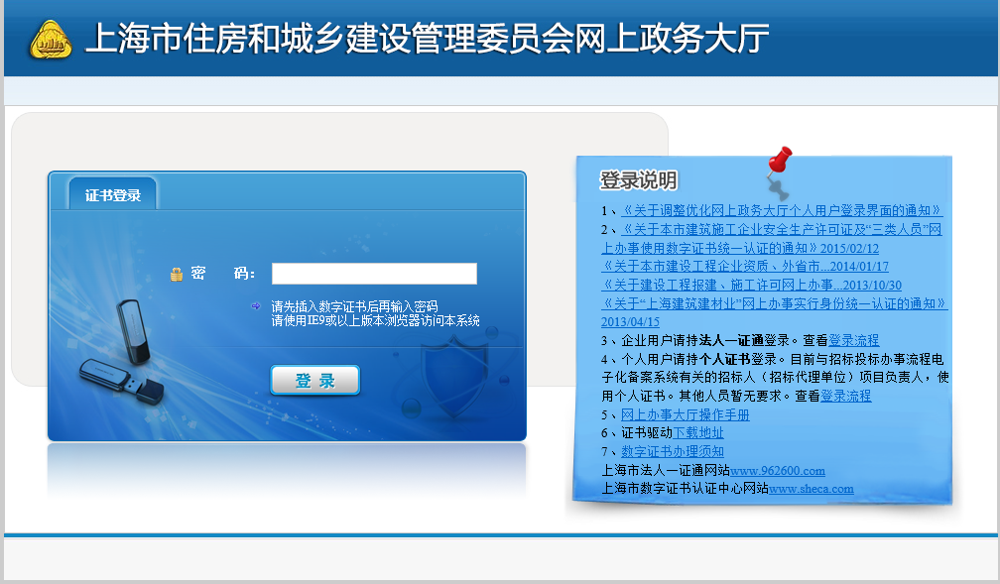 上海市住房和城乡建设管理委员会网上政务大厅
证书登录
密 码：
请先插入数字证书后再输入密码
请使用IE9或以上版本浏览器访问本系统
登 录
登录说明
1、《关于调整优化网上政务大厅个人用户登录界面的通知》
2、《关于本市建筑施工企业安全生产许可证及“三类人员”网
上办事使用数字证书统一认证的通知》2015/02/12
《关于本市建设工程企业资质、外省市...2014/01/17
《关于建设工程报建、施工许可网上办事...2013/10/30
《关于“上海建筑建材业”网上办事实行身份统一认证的通知》
2013/04/15
3、企业用户请持法人一证通登录。查看登录流程
4、个人用户请持个人证书登录。目前与招标投标办事流程电
子化备案系统有关的招标人（招标代理单位）项目负责人，使
用个人证书。其他人员暂无要求。查看登录流程
5、网上办事大厅操作手册
6、证书驱动下载地址
7、数字证书办理须知
上海市法人一证通网站www.962600.com
上海市数字证书认证中心网站www.sheca.com